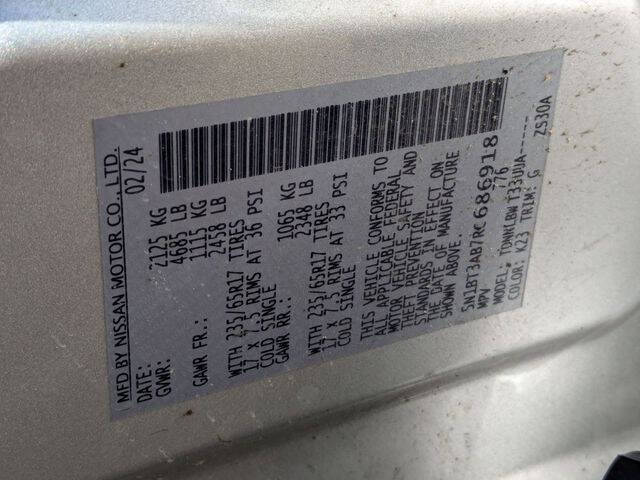 MFD BY NISSAN MOTOR CO., LTD.
DATE: 02/24
GVWR: 2125 KG
4685 LB
GAWR FR.: 1115 KG
2458 LB
WITH 235/65R17 TIRES
17 X 7.5 RIMS AT 36 PSI
COLD SINGLE
GAWR RR.: 1065 KG
2348 LB
WITH 235/65R17 TIRES
17 X 7.5 RIMS AT 33 PSI
COLD SINGLE
THIS VEHICLE CONFORMS TO
ALL APPLICABLE FEDERAL
MOTOR VEHICLE SAFETY AND
THEFT PREVENTION
STANDARDS IN EFFECT ON
THE DATE OF MANUFACTURE
SHOWN ABOVE.
5N1BT3AB7RC686918
MPV 776
MODEL# TDNNLBW T33UUA------
COLOR: K23 TRIM: G ZS30A